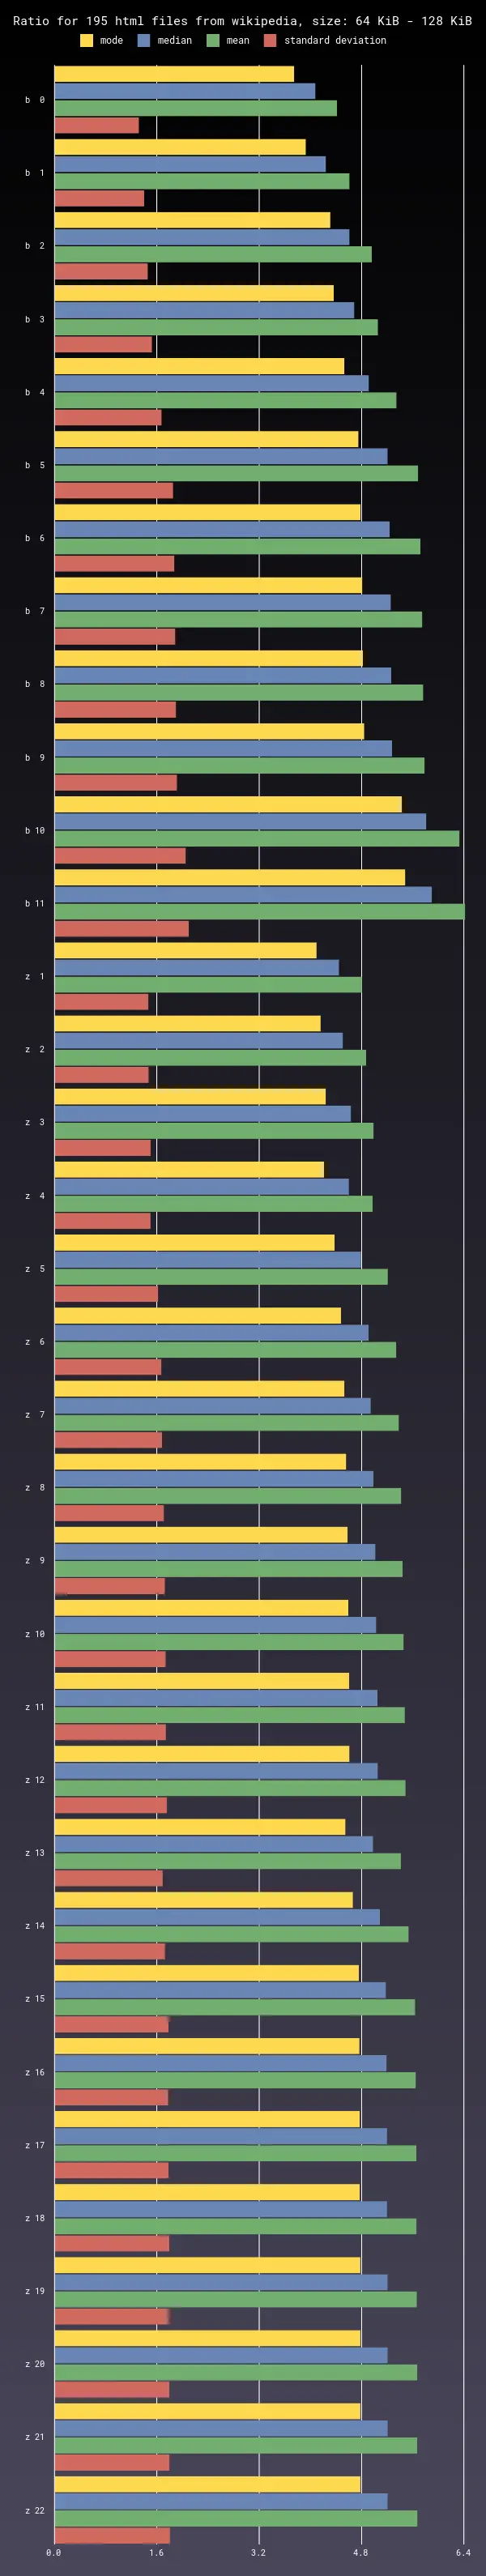 Ratio for 195 html files from wikipedia, size: 64 KiB - 128 KiB
mode median mean standard deviation
b 0
b 1
b 2
b 3
b 4
b 5
b 6
b 7
b 8
b 9
b 10
b 11
z 1
z 2
z 3
z 4
z 5
z 6
z 7
z 8
z 9
z 10
z 11
z 12
z 13
z 14
z 15
z 16
z 17
z 18
z 19
z 20
z 21
z 22
0.0 1.6 3.2 4.8 6.4